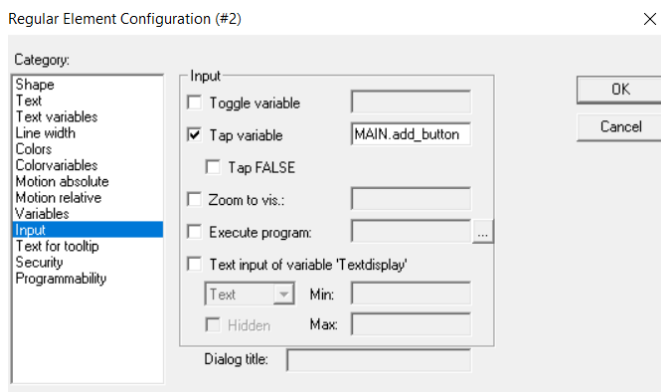 Regular Element Configuration (#2)
Category:
Shape
Text
Text variables
Line width
Colors
Colorvariables
Motion absolute
Motion relative
Variables
Input
Text for tooltip
Security
Programmability
Input
Toggle variable
Tap variable
MAIN.add_button
Tap FALSE
Zoom to vis.:
Execute program:
...
Text input of variable 'Textdisplay'
Text
Min:
Hidden
Max:
Dialog title:
OK
Cancel